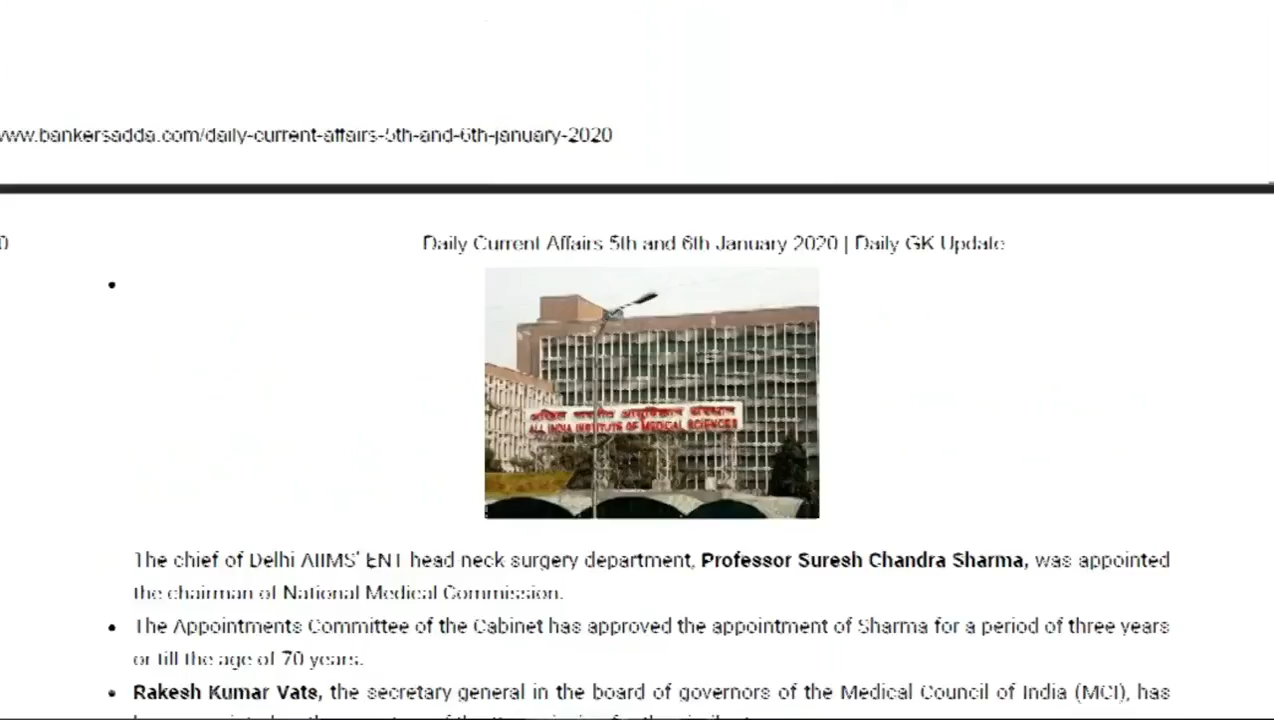 www.bankersadda.com/daily-current-affairs-5th-and-6th-january-2020
0
Daily Current Affairs 5th and 6th January 2020 | Daily GK Update
ALL INDIA INSTITUTE OF MEDICAL SCIENCES
The chief of Delhi AIIMS' ENT head neck surgery department, Professor Suresh Chandra Sharma, was appointed
the chairman of National Medical Commission.
• The Appointments Committee of the Cabinet has approved the appointment of Sharma for a period of three years
or till the age of 70 years.
• Rakesh Kumar Vats, the secretary general in the board of governors of the Medical Council of India (MCI), has